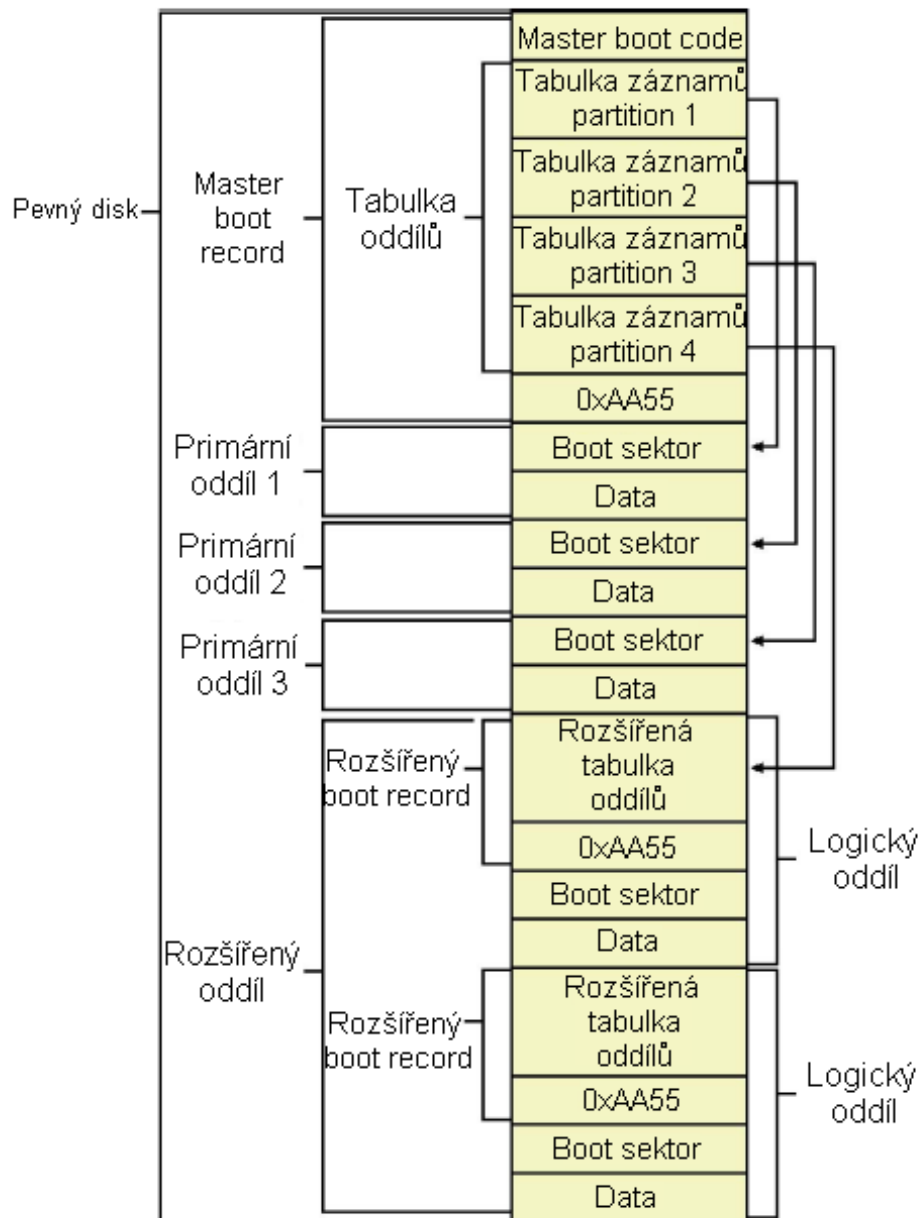 Pevný disk
Master
boot
record
Tabulka
oddílů
Master boot code
Tabulka záznamů
partition 1
Tabulka záznamů
partition 2
Tabulka záznamů
partition 3
Tabulka záznamů
partition 4
0xAA55
Primární
oddíl 1
Boot sektor
Data
Primární
oddíl 2
Boot sektor
Data
Primární
oddíl 3
Boot sektor
Data
Rozšířený
oddíl
Rozšířený
boot record
Rozšířená
tabulka
oddílů
0xAA55
Boot sektor
Data
Logický
oddíl
Rozšířený
boot record
Rozšířená
tabulka
oddílů
0xAA55
Boot sektor
Data
Logický
oddíl